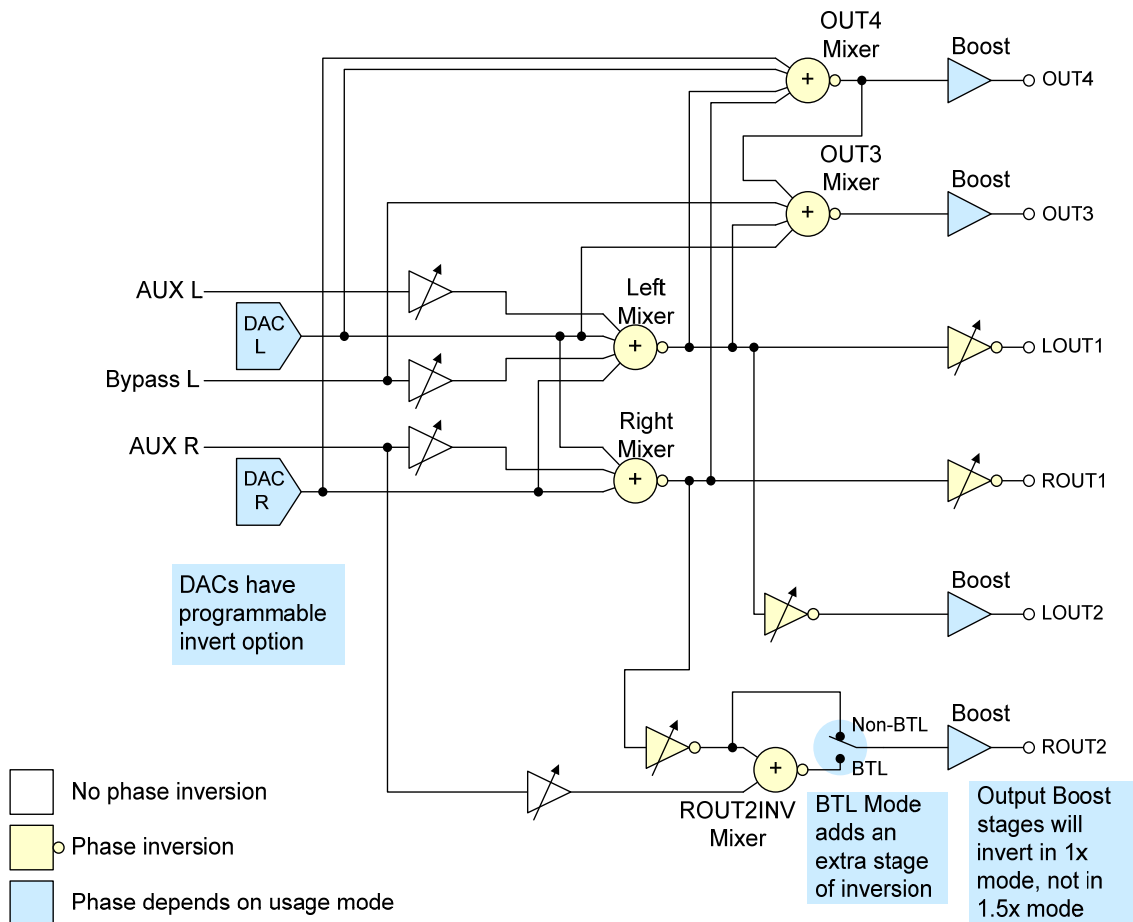 OUT4
Mixer
Boost
+
OUT4
OUT3
Mixer
Boost
+
OUT3
AUX L
Left
Mixer
DAC
L
+
LOUT1
Bypass L
Right
Mixer
AUX R
DAC
R
+
ROUT1
DACs have
programmable
invert option
Boost
LOUT2
Boost
Non-BTL
ROUT2
+
BTL
ROUT2INV
Mixer
BTL Mode
adds an
extra stage
of inversion
Output Boost
stages will
invert in 1x
mode, not in
1.5x mode
No phase inversion
Phase inversion
Phase depends on usage mode